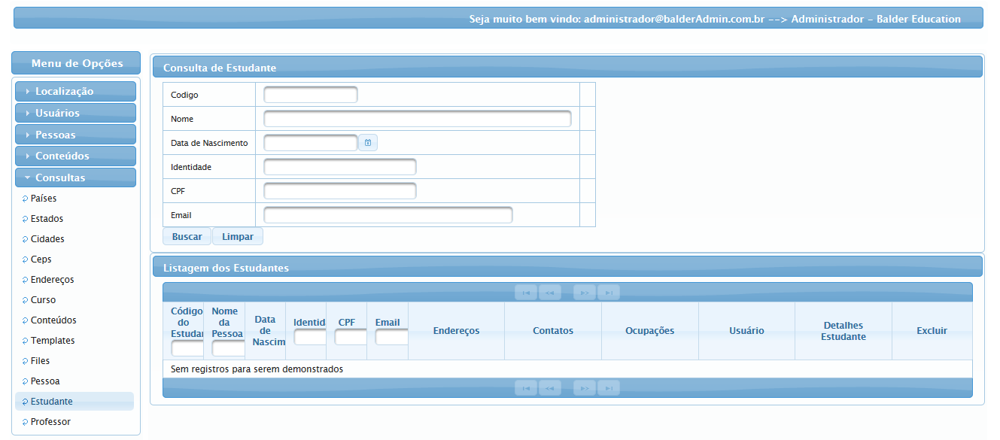 Seja muito bem vindo: administrador@balderAdmin.com.br --> Administrador - Balder Education
Menu de Opções
Localização
Usuários
Pessoas
Conteúdos
Consultas
Países
Estados
Cidades
Ceps
Endereços
Curso
Conteúdos
Templates
Files
Pessoa
Estudante
Professor
Consulta de Estudante
Codigo
Nome
Data de Nascimento
Identidade
CPF
Email
Buscar
Limpar
Listagem dos Estudantes
Código
do
Estudar
Nome
da
Pessoa
Data
de
Nascim
Identid
CPF
Email
Endereços
Contatos
Ocupações
Usuário
Detalhes
Estudante
Excluir
Sem registros para serem demonstrados